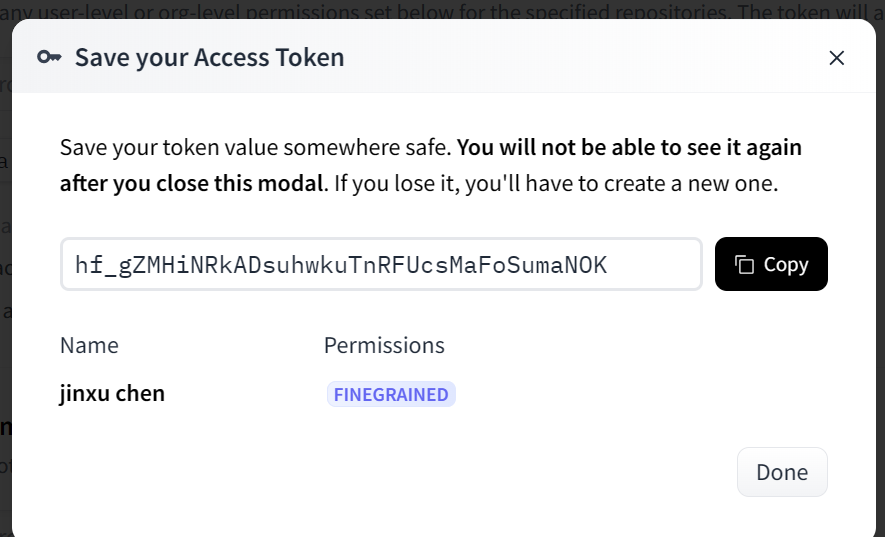 any user-level or org-level permissions set below for the specified repositories. The token will a
Save your Access Token
Save your token value somewhere safe. You will not be able to see it again
after you close this modal. If you lose it, you'll have to create a new one.
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
Copy
Name Permissions
jinxu chen FINEGRAINED
Done